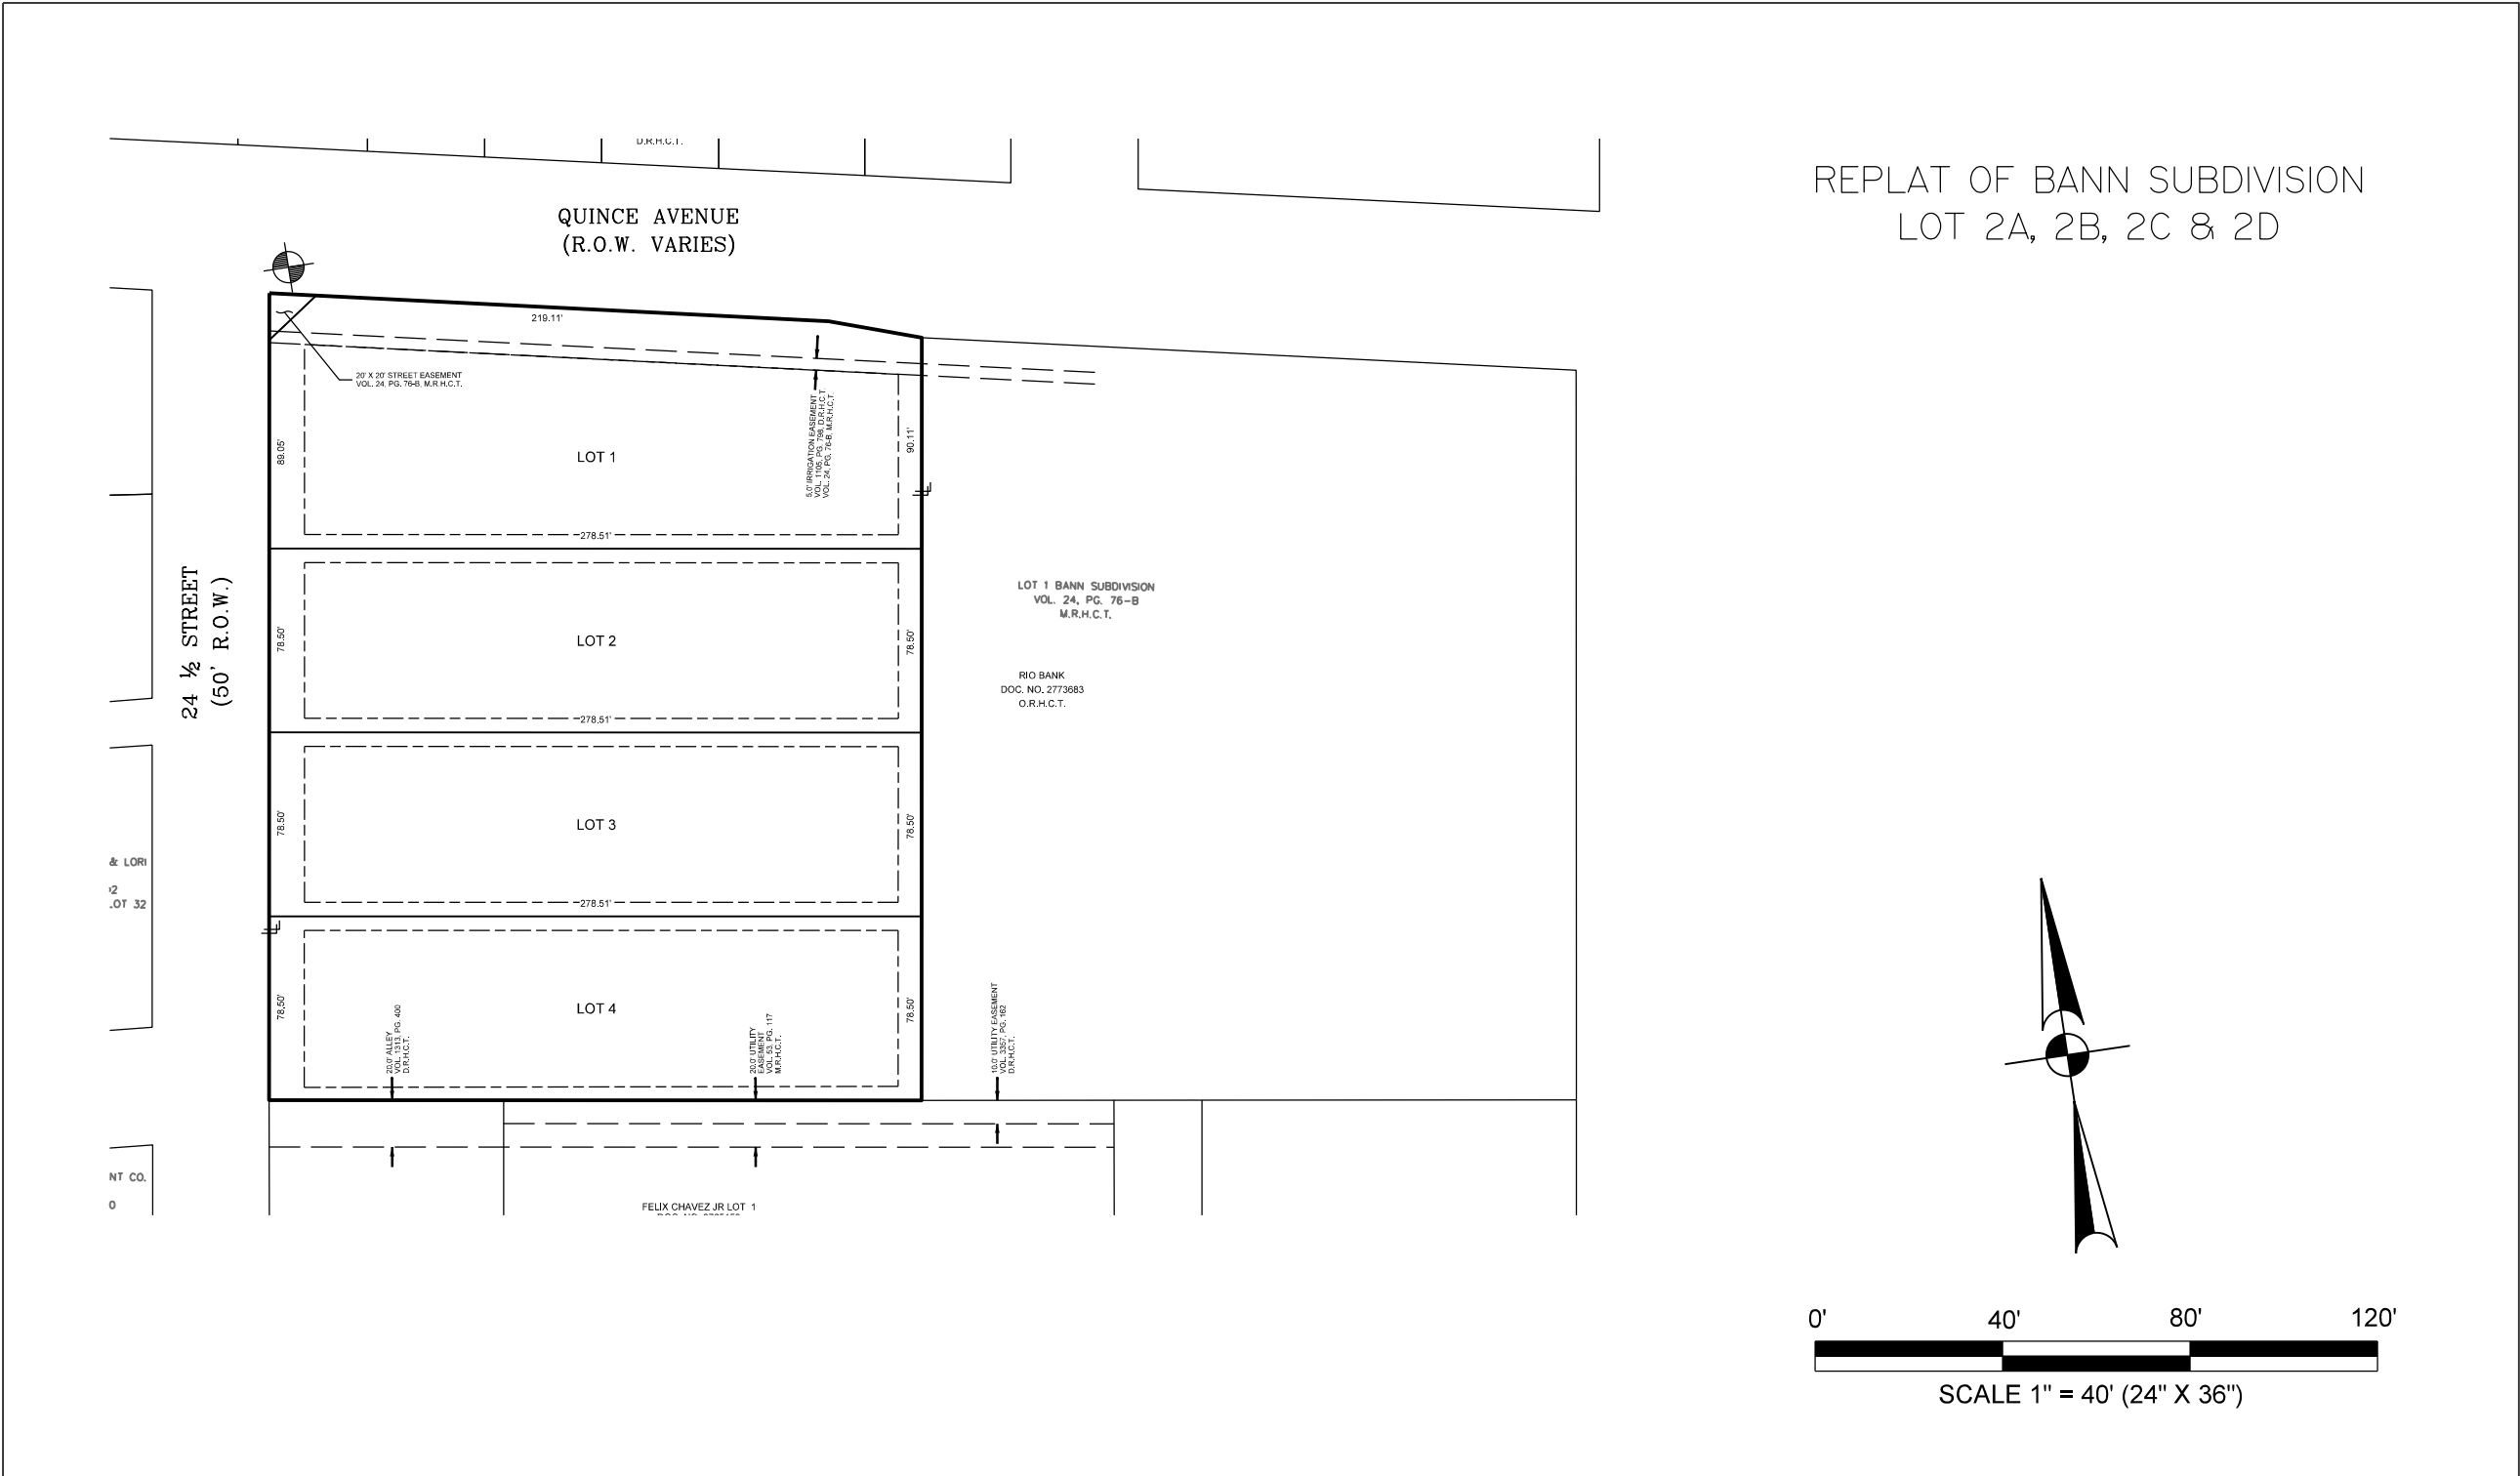 D.R.H.C.T.
REPLAT OF BANN SUBDIVISION
LOT 2A, 2B, 2C & 2D
QUINCE AVENUE
(R.O.W. VARIES)
219.11'
20' X 20' STREET EASEMENT
VOL. 24, PG. 76-B, M.R.H.C.T.
5.0' IRRIGATION EASEMENT
VOL. 1105, PG. 798, D.R.H.C.T
VOL. 24, PG. 76-B, M.R.H.C.T.
89.05'
LOT 1
90.11'
278.51'
24 ½ STREET
(50' R.O.W.)
78.50'
LOT 2
78.50'
278.51'
LOT 1 BANN SUBDIVISION
VOL. 24, PG. 76-B
M.R.H.C.T.
RIO BANK
DOC. NO. 2773683
O.R.H.C.T.
78.50'
LOT 3
78.50'
278.51'
& LORI
OT 32
78.50'
LOT 4
78.50'
20.0' ALLEY
VOL. 1313, PG. 400
D.R.H.C.T.
20.0' UTILITY
EASEMENT
VOL. 53, PG. 117
M.R.H.C.T.
10.0' UTILITY EASEMENT
VOL. 3357, PG. 162
D.R.H.C.T.
NT CO.
0
FELIX CHAVEZ JR LOT 1
0' 40' 80' 120'
SCALE 1" = 40' (24" X 36")